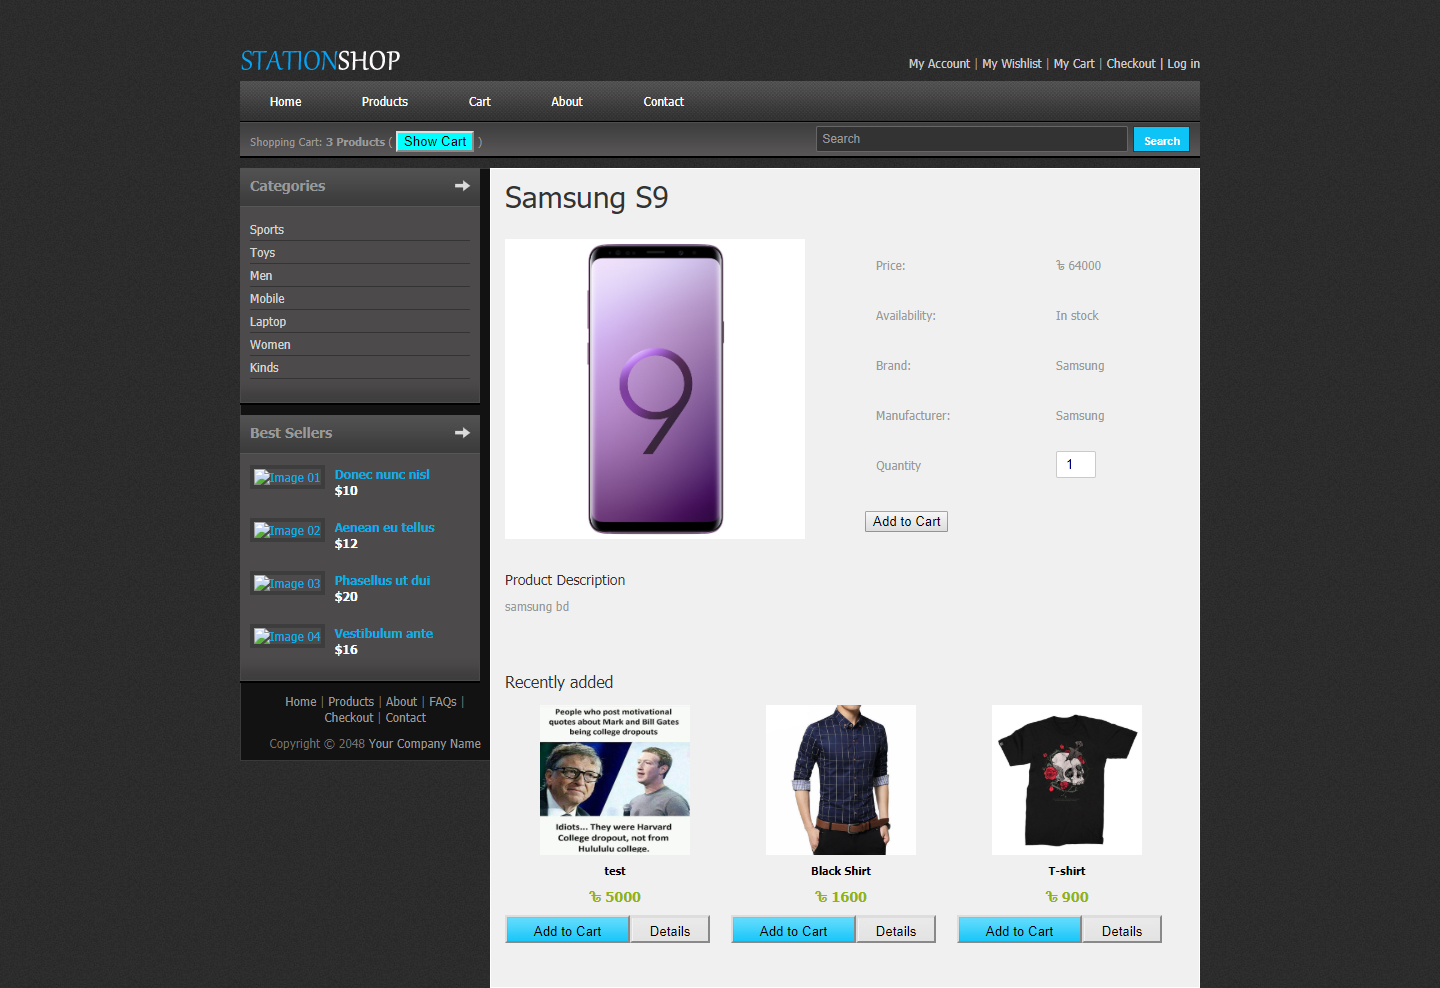 STATIONSHOP
My Account | My Wishlist | My Cart | Checkout | Log in
Home Products Cart About Contact
Shopping Cart: 3 Products ( Show Cart )
Search Search
Categories
Sports
Toys
Men
Mobile
Laptop
Women
Kinds
Best Sellers
Image 01 Donec nunc nisl
$10
Image 02 Aenean eu tellus
$12
Image 03 Phasellus ut dui
$20
Image 04 Vestibulum ante
$16
Home | Products | About | FAQs |
Checkout | Contact
Copyright © 2048 Your Company Name
Samsung S9
9
Price: ৳ 64000
Availability: In stock
Brand: Samsung
Manufacturer: Samsung
Quantity 1
Add to Cart
Product Description
samsung bd
Recently added
People who post motivational
quotes about Mark and Bill Gates
being college dropouts
Idiots... They were Harvard
College dropout, not from
Hulululu college.
test Black Shirt T-shirt
৳ 5000 ৳ 1600 ৳ 900
Add to Cart Details Add to Cart Details Add to Cart Details